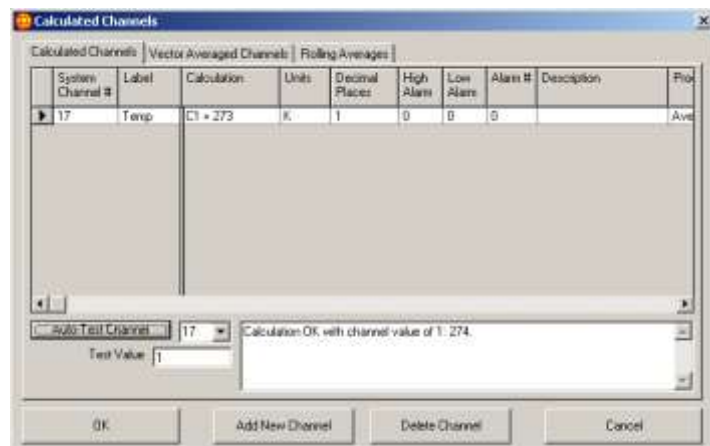 Calculated Channels
Calculated Channels Vector Averaged Channels Rolling Averages
System Channel # Label Calculation Units Decimal Places High Alarm Low Alarm Alarm # Description Pro
17 Temp C1 + 273 K 1 0 0 0 Ave
Auto Test Channel 17 Calculation OK with channel value of 1: 274.
Test Value 1
OK Add New Channel Delete Channel Cancel